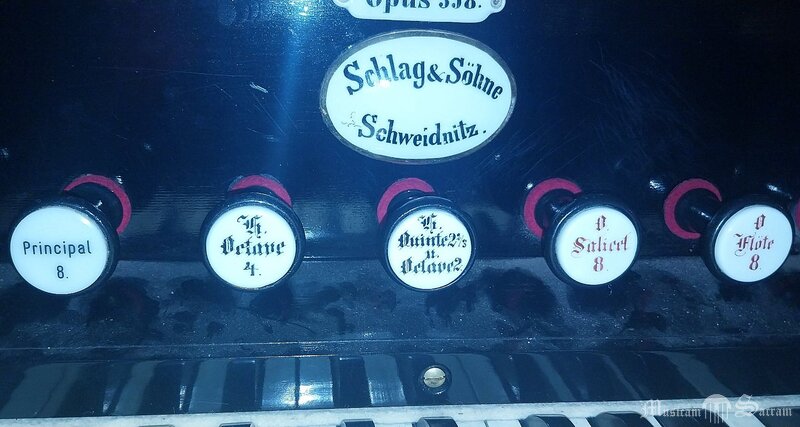 Opus 558.
Schlag & Söhne
Schweidnitz.
Principal
8.
H.
Octave
4.
H.
Quinte 2⅔
u.
Octave 2.
O.
Salicet
8.
O.
Flöte
8.
Musicam Sacram